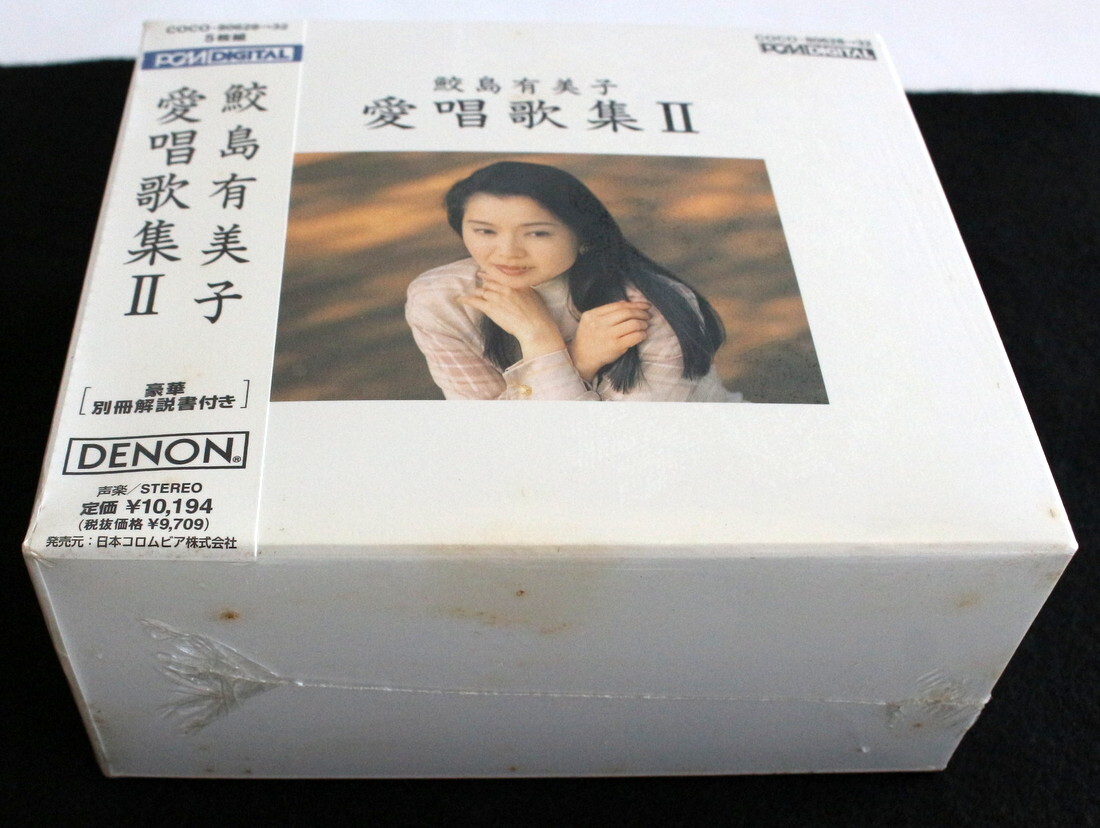 COCO-80628→32
5枚組
PCM DIGITAL
鮫島有美子
愛唱歌集II
豪華
別冊解説書付き
DENON®
声楽/STEREO
定価 ¥10,194
(税抜価格 ¥9,709)
発売元:日本コロムビア株式会社
COCO-80628→32
PCM DIGITAL
鮫島有美子
愛唱歌集II